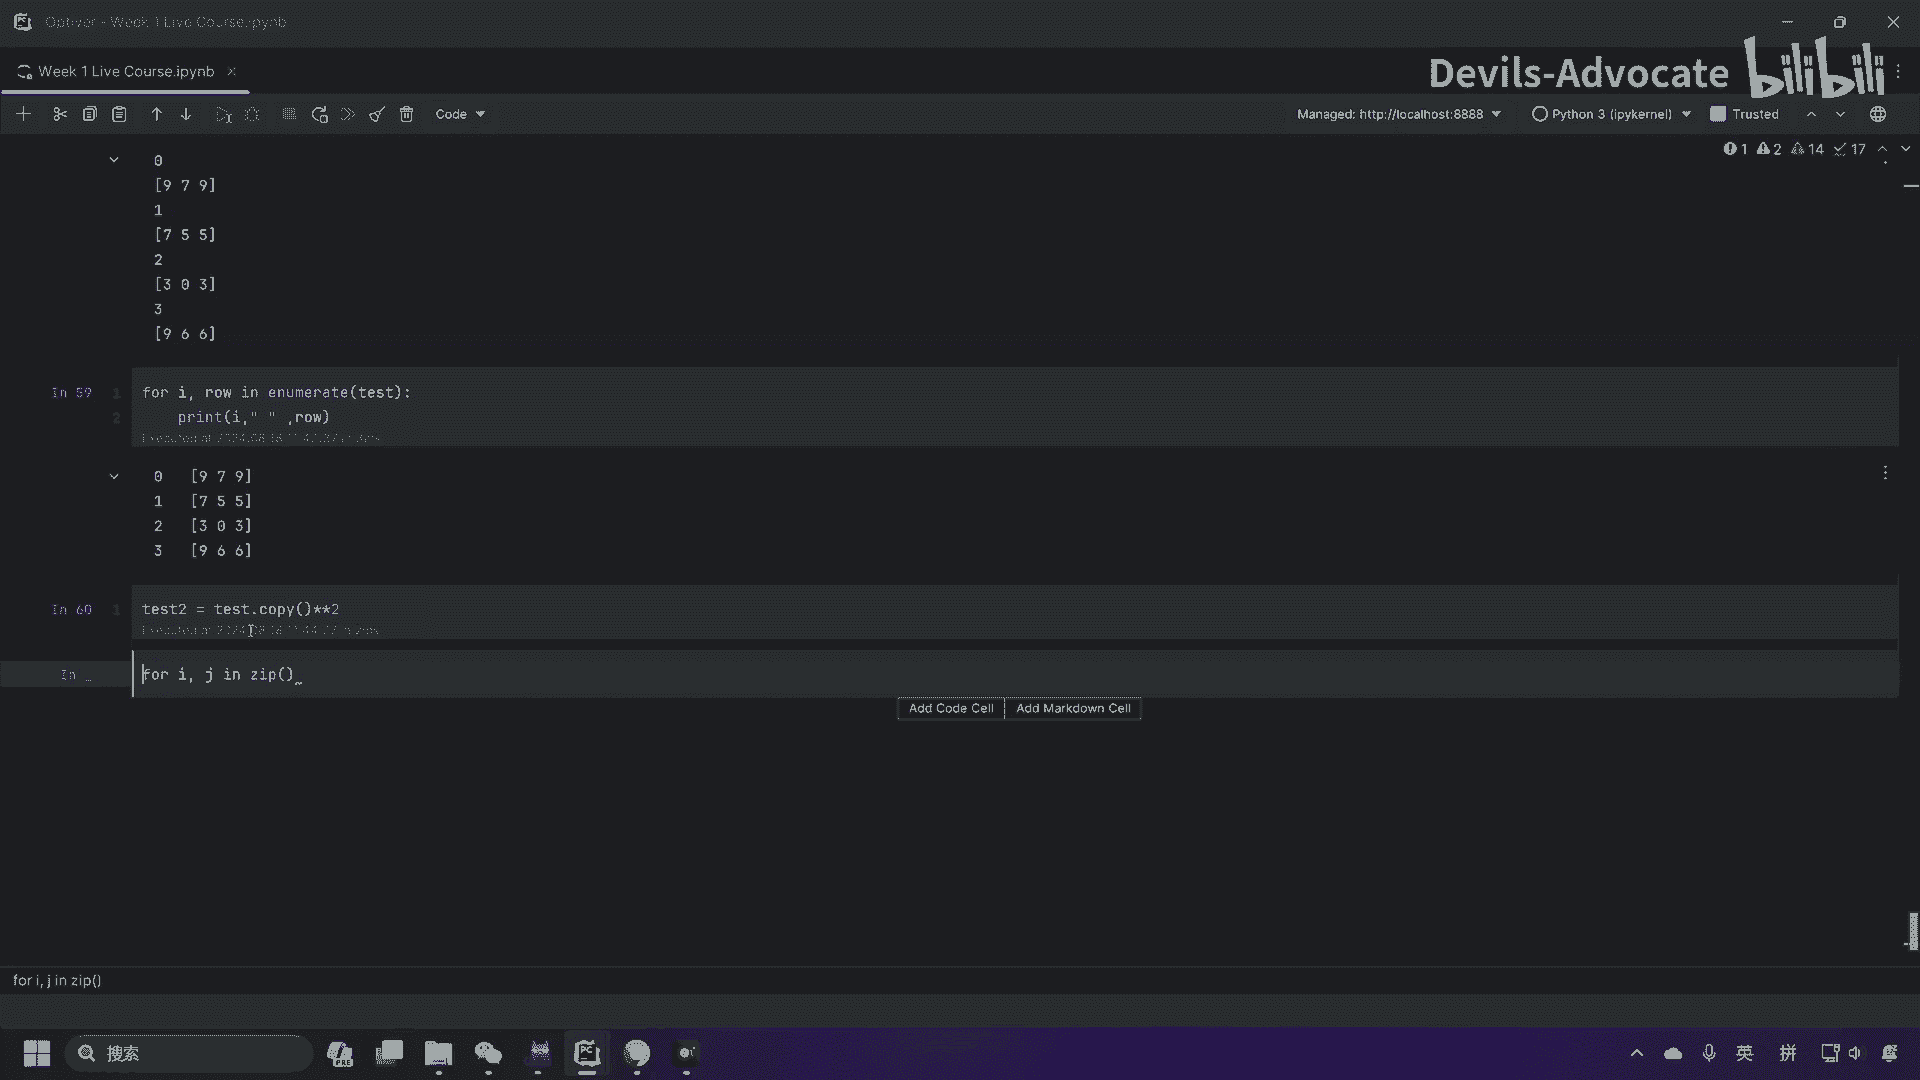 Optiver - Week 1 Live Course.ipynb
Week 1 Live Course.ipynb
Devils-Advocate bilibili
Code
Managed: http://localhost:8888
Python 3 (ipykernel)
Trusted
1 2 14 17
0
[9 7 9]
1
[7 5 5]
2
[3 0 3]
3
[9 6 6]
In 59
1 for i, row in enumerate(test):
2 print(i," " ,row)
0 [9 7 9]
1 [7 5 5]
2 [3 0 3]
3 [9 6 6]
In 60
1 test2 = test.copy()**2
In _
for i, j in zip()
Add Code Cell
Add Markdown Cell
for i, j in zip()
搜索
英
拼